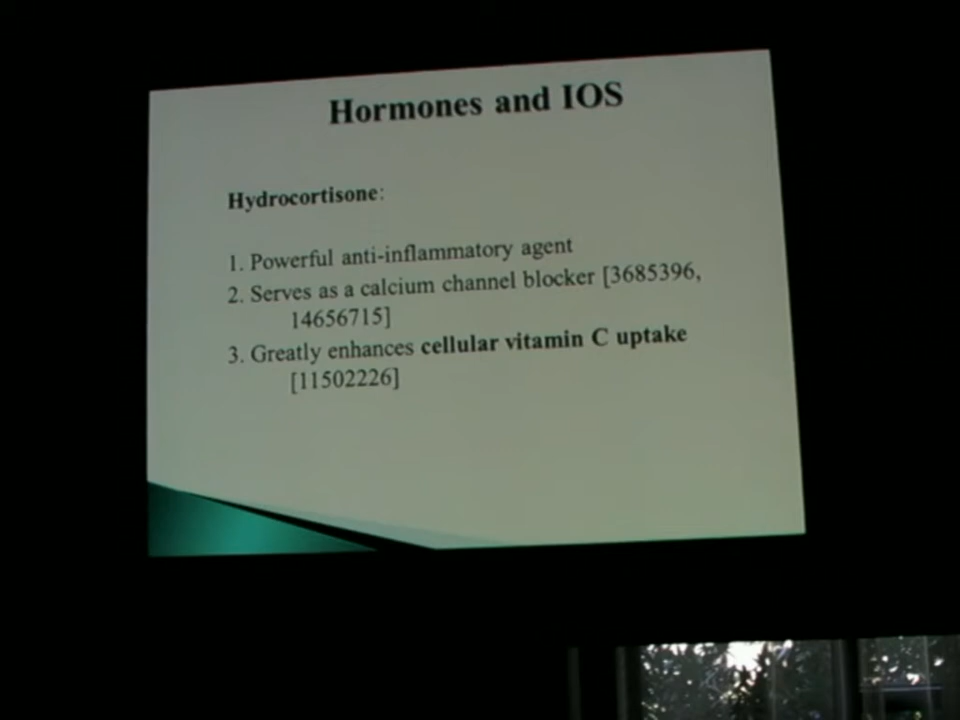 Hormones and IOS
Hydrocortisone:
1. Powerful anti-inflammatory agent
2. Serves as a calcium channel blocker [3685396,
14656715]
3. Greatly enhances cellular vitamin C uptake
[11502226]